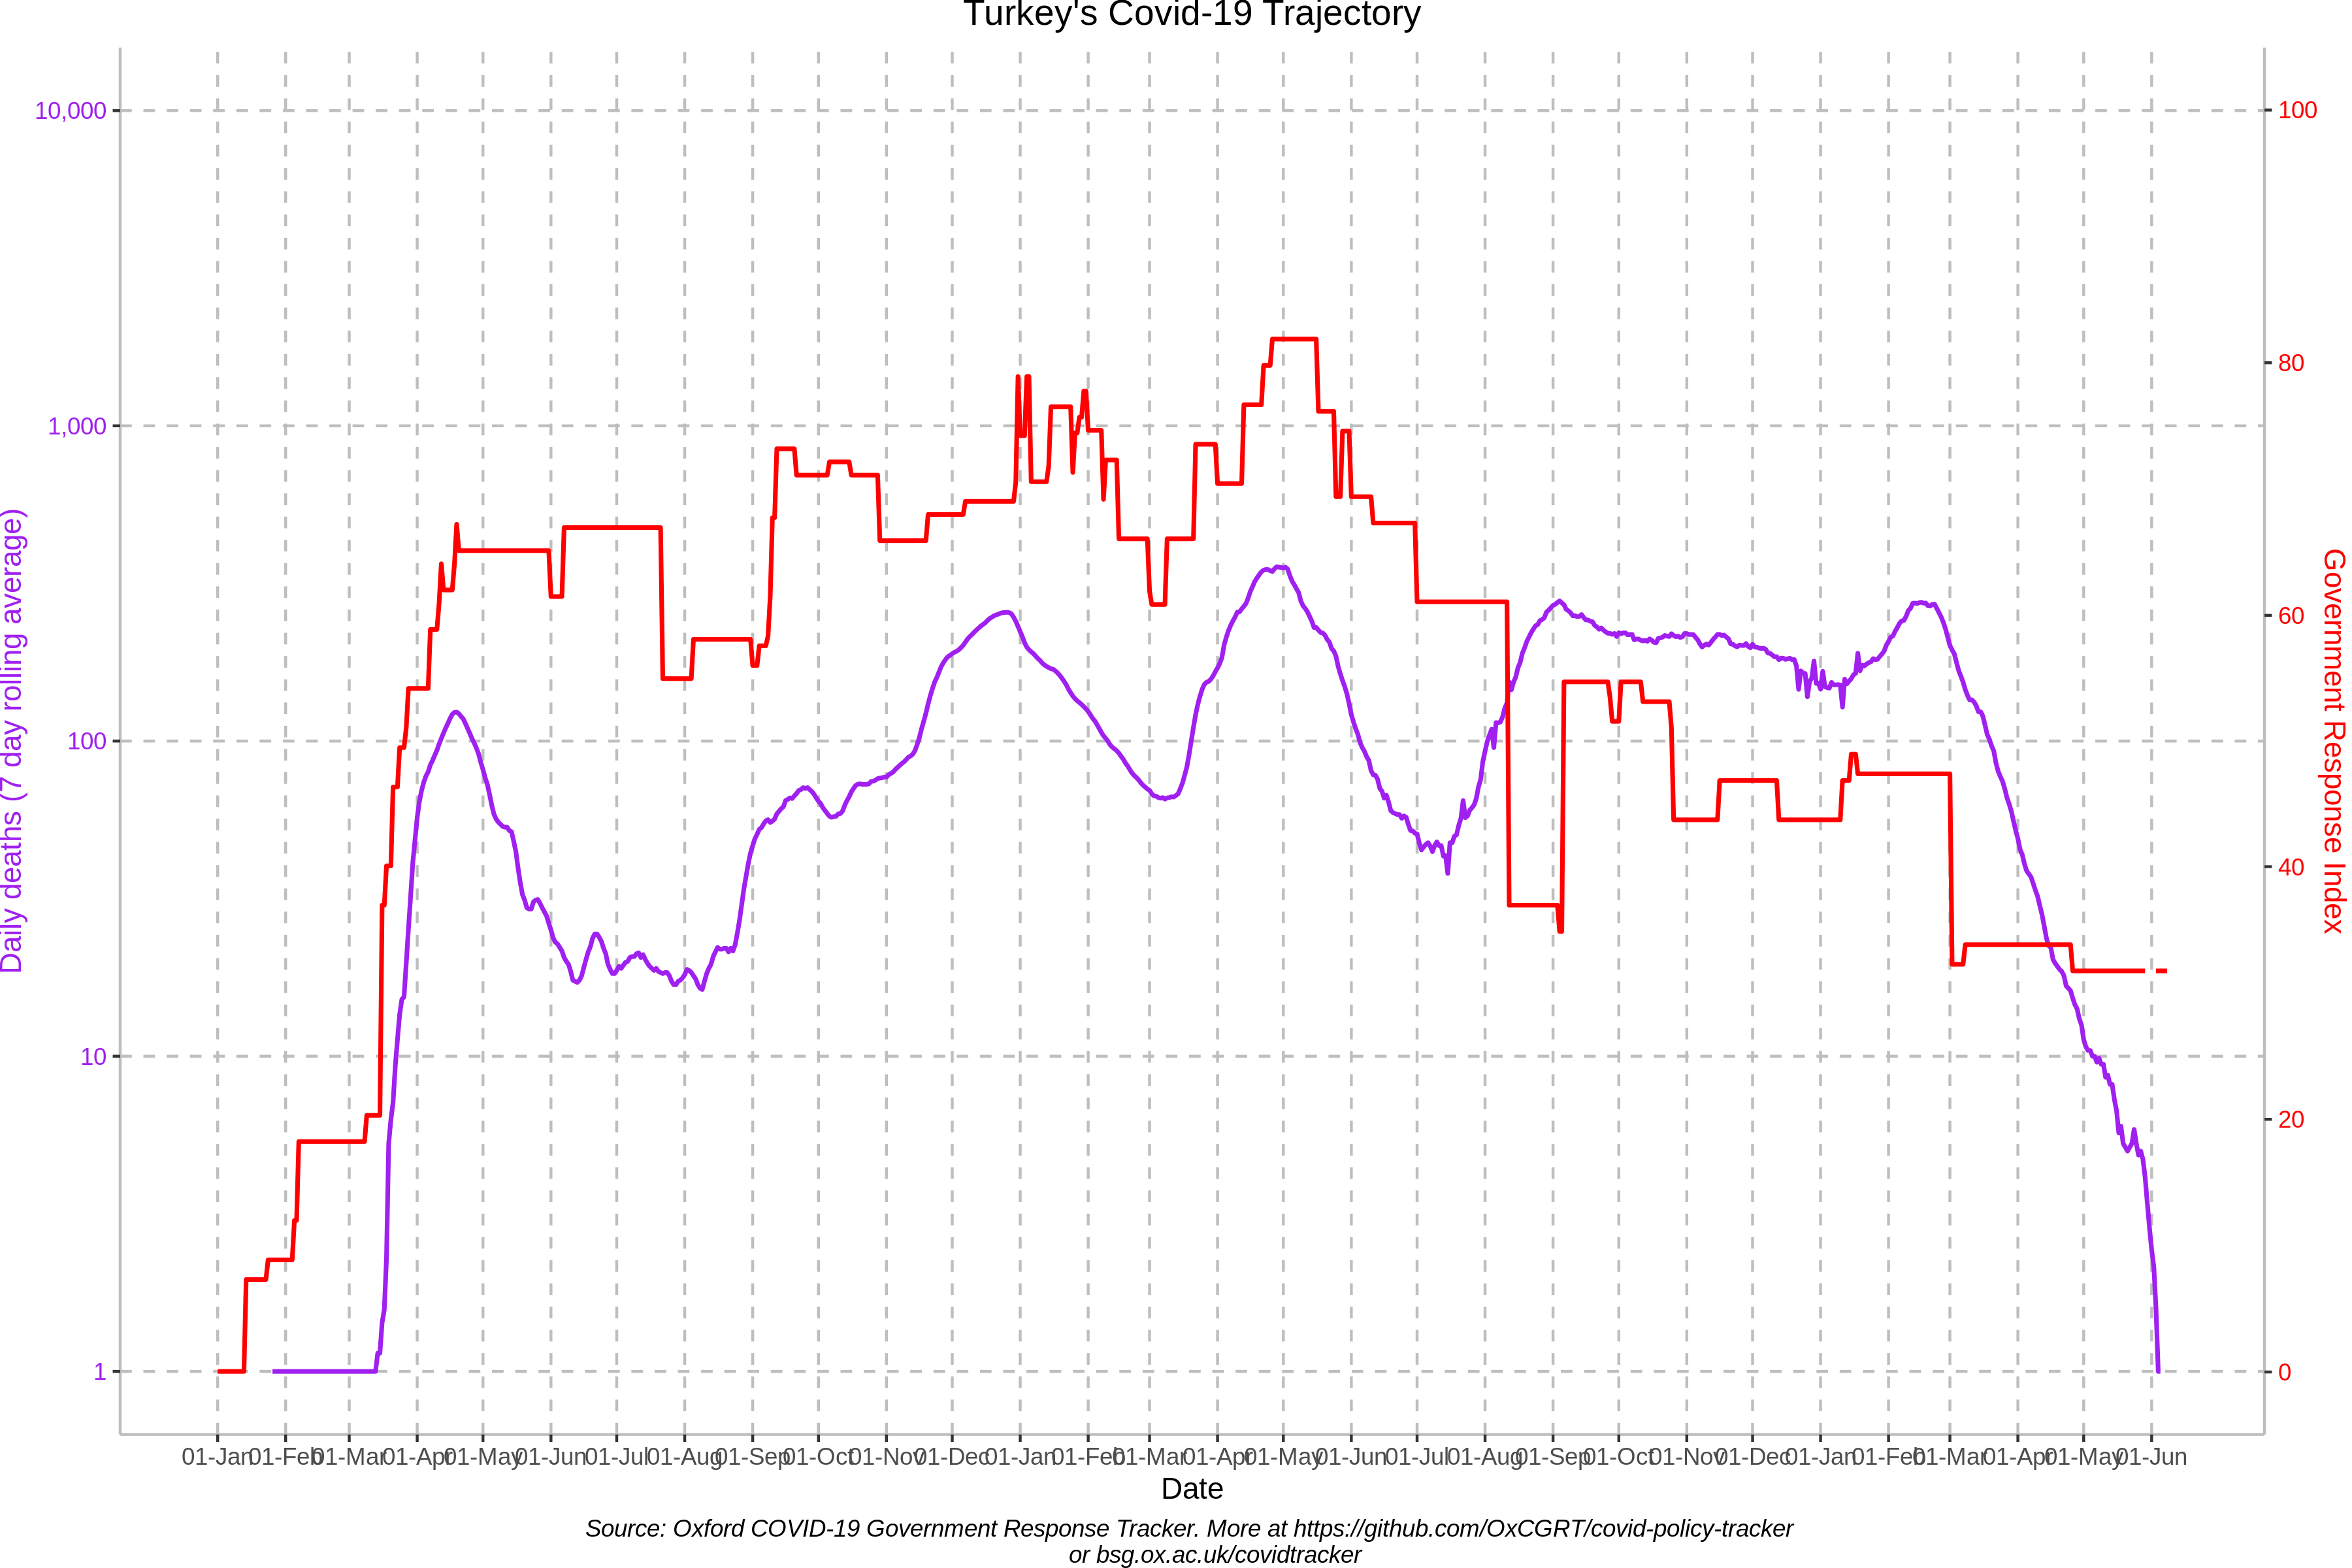 Turkey's Covid-19 Trajectory
10,000
1,000
100
10
1
Daily deaths (7 day rolling average)
100
80
60
40
20
0
Government Response Index
01-Jan 01-Feb 01-Mar 01-Apr 01-May 01-Jun 01-Jul 01-Aug 01-Sep 01-Oct 01-Nov 01-Dec 01-Jan 01-Feb 01-Mar 01-Apr 01-May 01-Jun 01-Jul 01-Aug 01-Sep 01-Oct 01-Nov 01-Dec 01-Jan 01-Feb 01-Mar 01-Apr 01-May 01-Jun
Date
Source: Oxford COVID-19 Government Response Tracker. More at https://github.com/OxCGRT/covid-policy-tracker
or bsg.ox.ac.uk/covidtracker